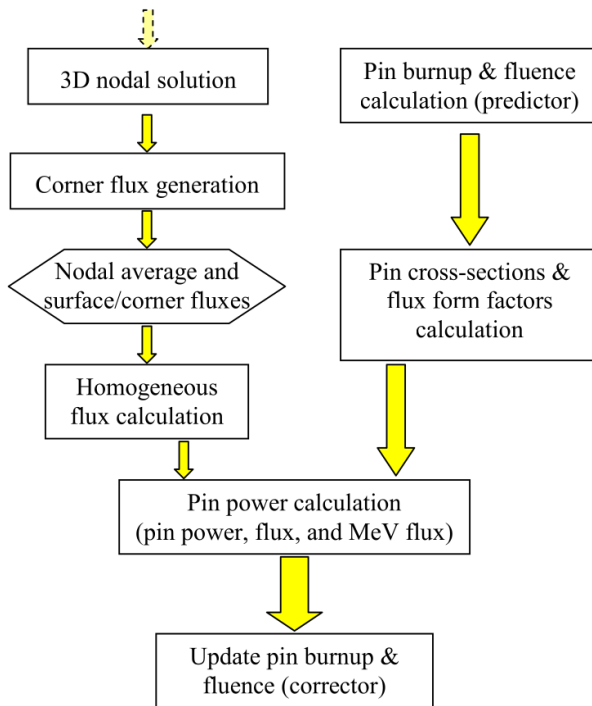 3D nodal solution
Corner flux generation
Nodal average and
surface/corner fluxes
Homogeneous
flux calculation
Pin burnup & fluence
calculation (predictor)
Pin cross-sections &
flux form factors
calculation
Pin power calculation
(pin power, flux, and MeV flux)
Update pin burnup &
fluence (corrector)